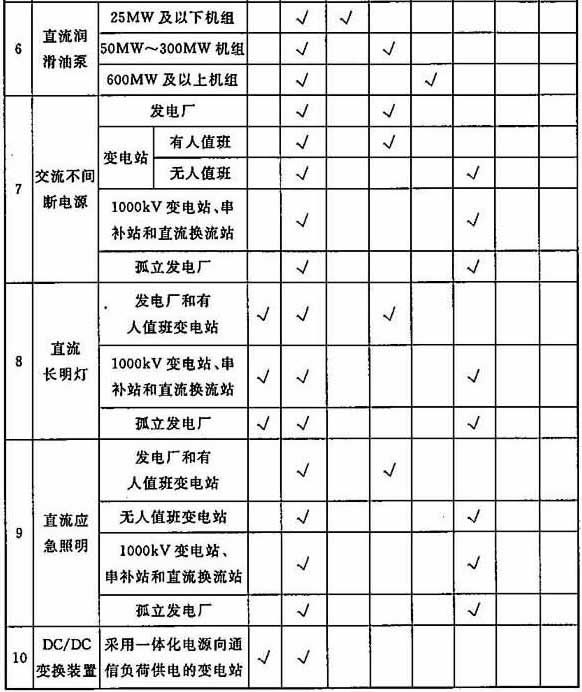 6 直流润滑油泵 25MW 及以下机组 √ √
50MW～300MW 机组 √ √
600MW 及以上机组 √ √
7 交流不间断电源 发电厂 √ √
变电站 有人值班 √ √
无人值班 √ √
1000kV 变电站、串
补站和直流换流站 √ √
孤立发电厂 √ √
8 直流长明灯 发电厂和有
人值班变电站 √ √ √
1000kV 变电站、串
补站和直流换流站 √ √ √
孤立发电厂 √ √ √
9 直流应急照明 发电厂和有
人值班变电站 √ √
无人值班变电站 √ √
1000kV 变电站、
串补站和直流换流站 √ √
孤立发电厂 √ √
10 DC/DC 采用一体化电源向通
变换装置 信负荷供电的变电站 √ √